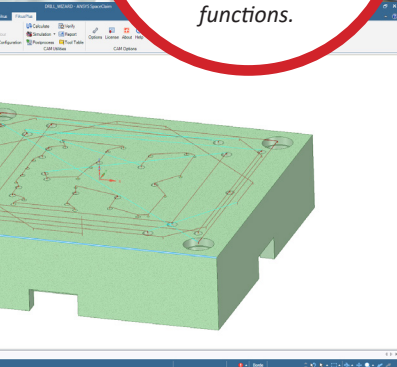 functions.
DRILL_WIZARD - ANSYS SpaceClaim
Calculate Verify
Simulation Report
Configuration Postprocess Tool Table
CAM Utilities
Options License About Help
CAM Options
Ready